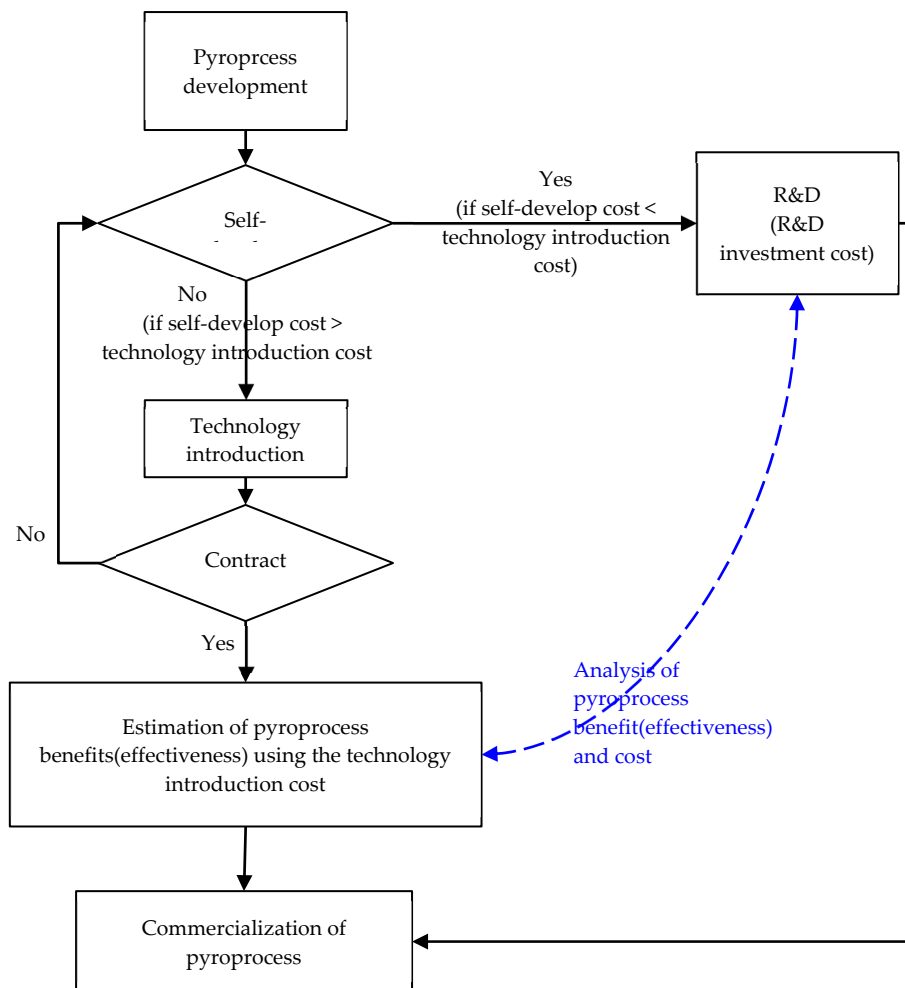 Pyroprcess
development
Self-
Yes
(if self-develop cost <
technology introduction
cost)
R&D
(R&D
investment cost)
No
(if self-develop cost >
technology introduction cost
Technology
introduction
No
Contract
Yes
Analysis of
pyroprocess
benefit(effectiveness)
and cost
Estimation of pyroprocess
benefits(effectiveness) using the technology
introduction cost
Commercialization of
pyroprocess